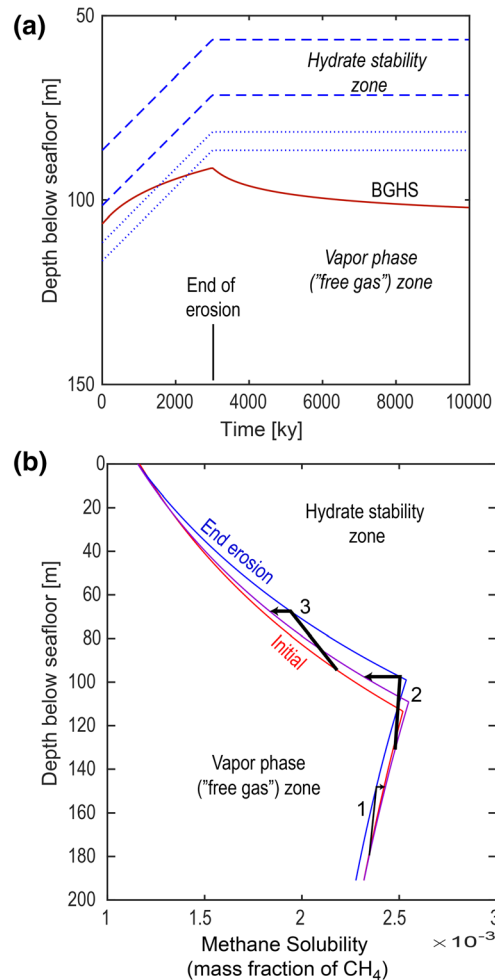 (a)
50
100
150
Depth below seafloor [m]
Hydrate stability
zone
BGHS
Vapor phase
("free gas") zone
End of
erosion
0
2000
4000
6000
8000
10000
Time [ky]
(b)
0
20
40
60
80
100
120
140
160
180
200
Depth below seafloor [m]
Hydrate stability
zone
End erosion
3
Initial
2
Vapor phase
("free gas") zone
1
1
1.5
2
2.5
3
× 10⁻³
Methane Solubility
(mass fraction of CH₄)